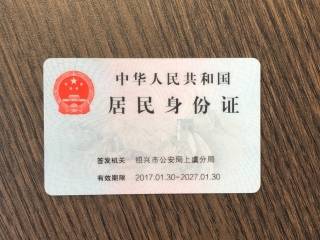 中华人民共和国
居民身份证
签发机关 绍兴市公安局上虞分局
有效期限 2017.01.30-2027.01.30